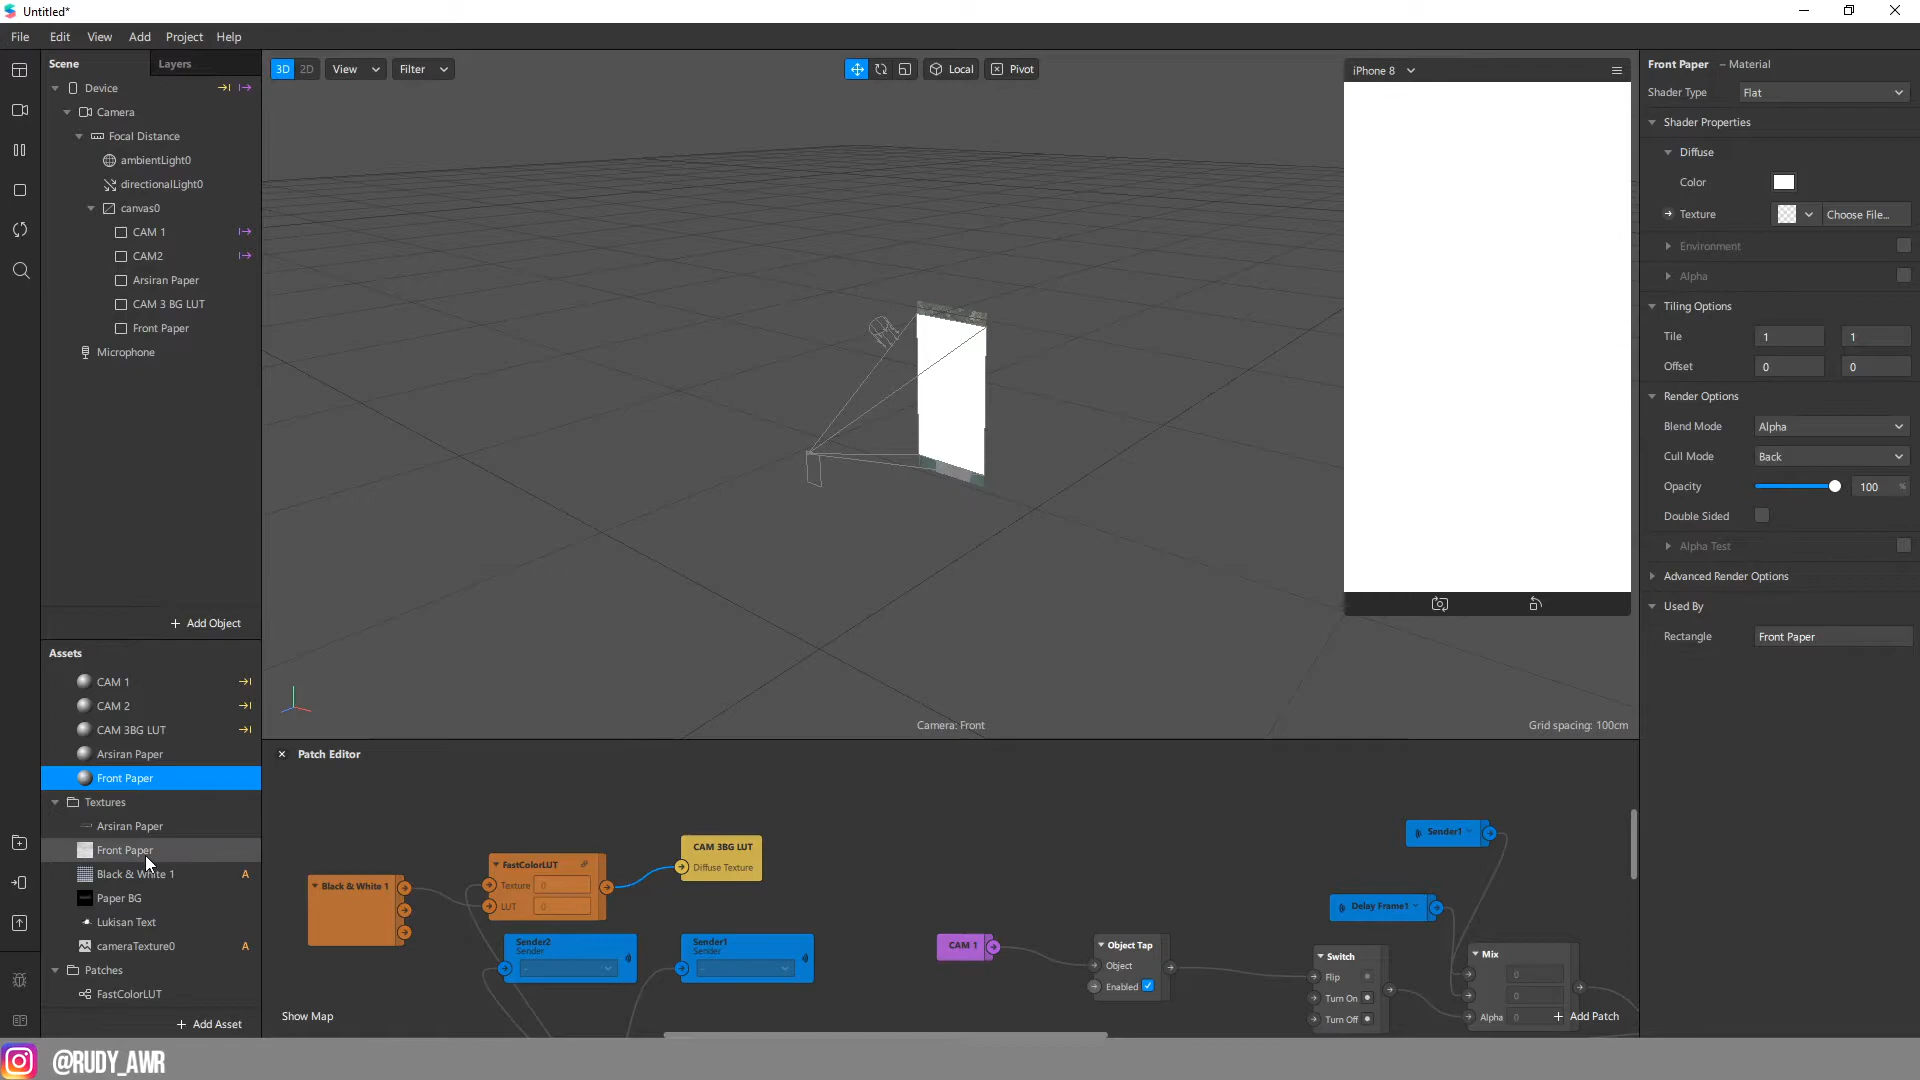 Untitled*
File Edit View Add Project Help
Scene Layers
Device
Camera
Focal Distance
ambientLight0
directionalLight0
canvas0
CAM 1
CAM2
Arsiran Paper
CAM 3 BG LUT
Front Paper
Microphone
+ Add Object
Assets
CAM 1
CAM 2
CAM 3BG LUT
Arsiran Paper
Front Paper
Textures
Arsiran Paper
Front Paper
Black & White 1 A
Paper BG
Lukisan Text
cameraTexture0 A
Patches
FastColorLUT
+ Add Asset
3D 2D View Filter
Local Pivot
iPhone 8
Camera: Front
Grid spacing: 100cm
Patch Editor
Black & White 1
FastColorLUT
Texture 0
LUT 0
CAM 3BG LUT
Diffuse Texture
Sender2
Sender
-
Sender1
Sender
-
CAM 1
Object Tap
Object
Enabled
Sender1
Delay Frame1
Switch
Flip
Turn On
Turn Off
Mix
0
0
Alpha 0
Show Map
+ Add Patch
Front Paper – Material
Shader Type Flat
Shader Properties
Diffuse
Color
Texture Choose File...
Environment
Alpha
Tiling Options
Tile 1 1
Offset 0 0
Render Options
Blend Mode Alpha
Cull Mode Back
Opacity 100 %
Double Sided
Alpha Test
Advanced Render Options
Used By
Rectangle Front Paper
@RUDY_AWR